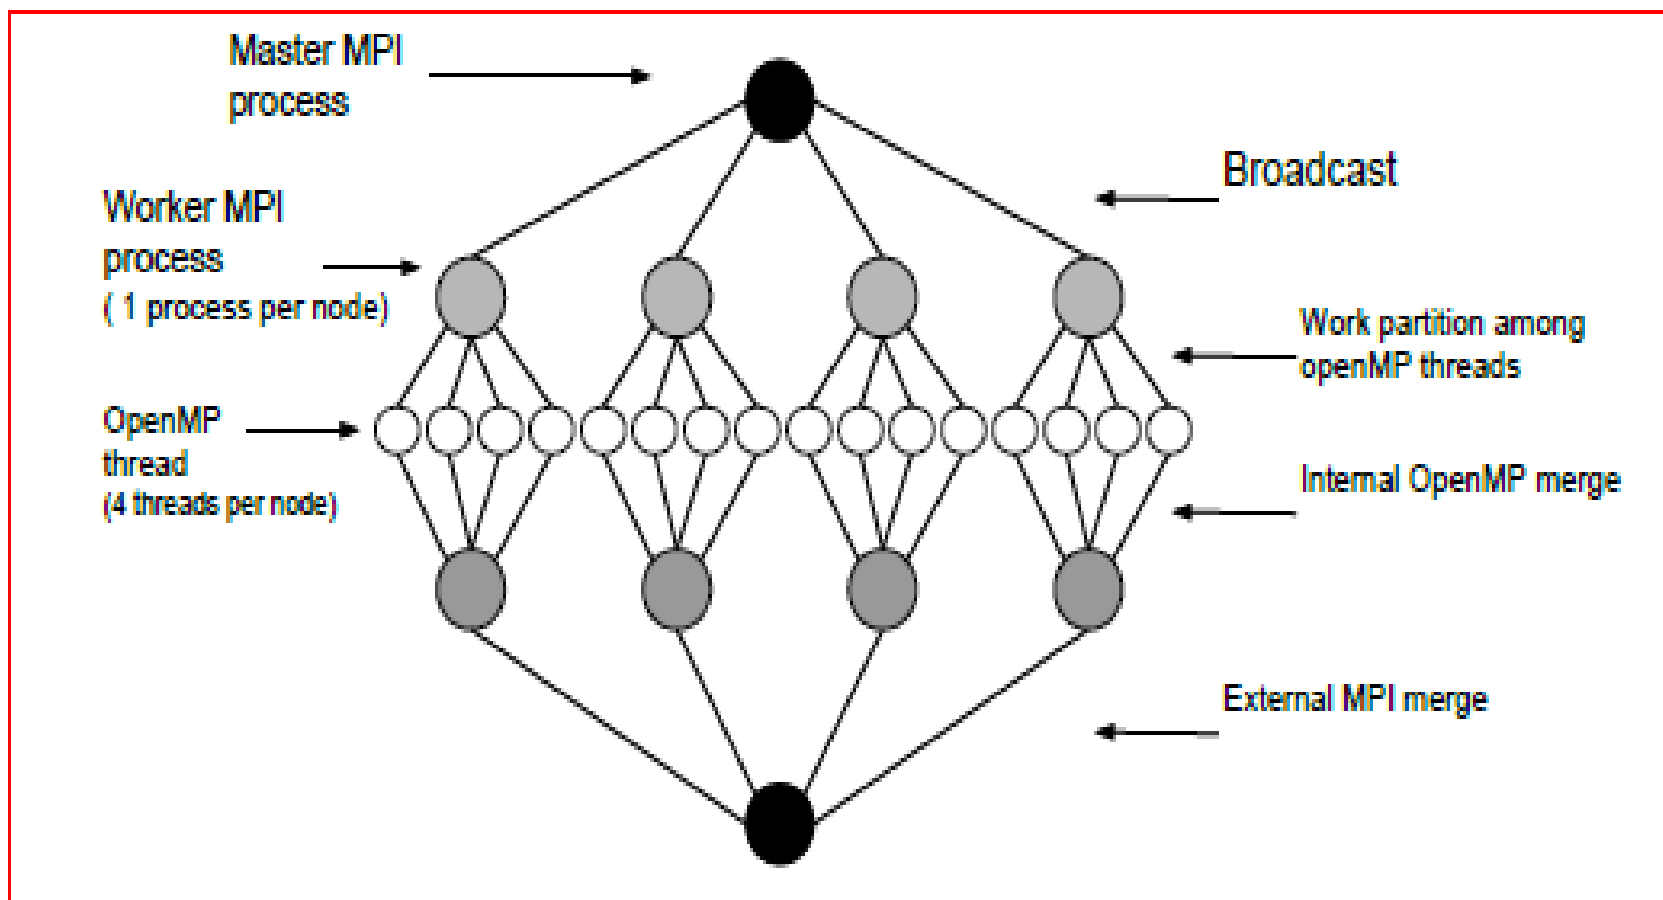 Master MPI
process
Broadcast
Worker MPI
process
( 1 process per node)
Work partition among
openMP threads
OpenMP
thread
(4 threads per node)
Internal OpenMP merge
External MPI merge